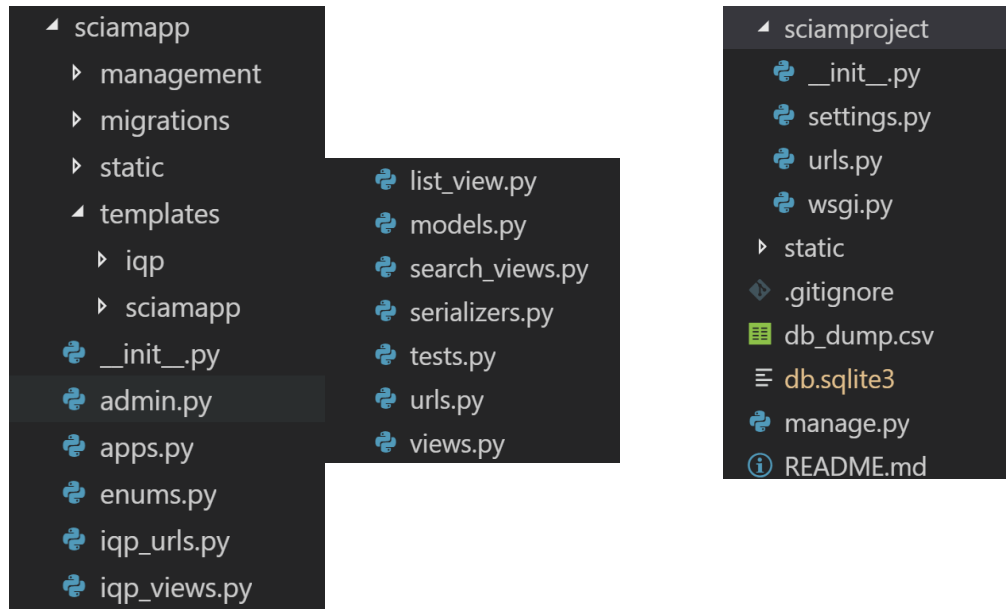 sciamapp
management
migrations
static
templates
iqp
sciamapp
__init__.py
admin.py
apps.py
enums.py
iqp_urls.py
iqp_views.py
list_view.py
models.py
search_views.py
serializers.py
tests.py
urls.py
views.py
sciamproject
__init__.py
settings.py
urls.py
wsgi.py
static
.gitignore
db_dump.csv
db.sqlite3
manage.py
README.md